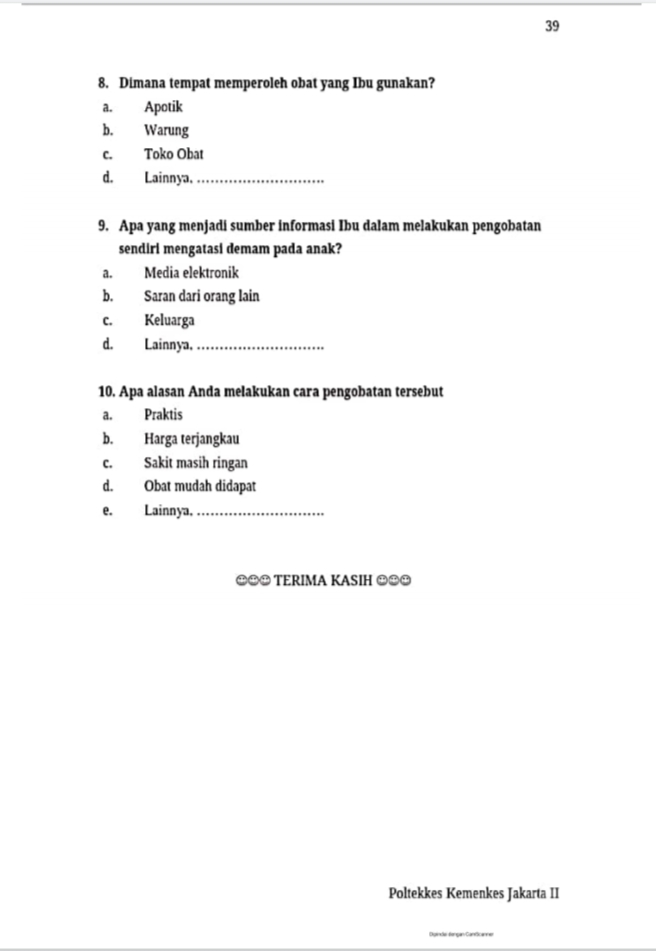 39
8. Dimana tempat memperoleh obat yang Ibu gunakan?
a. Apotik
b. Warung
c. Toko Obat
d. Lainnya, ............................
9. Apa yang menjadi sumber informasi Ibu dalam melakukan pengobatan
sendiri mengatasi demam pada anak?
a. Media elektronik
b. Saran dari orang lain
c. Keluarga
d. Lainnya, ............................
10. Apa alasan Anda melakukan cara pengobatan tersebut
a. Praktis
b. Harga terjangkau
c. Sakit masih ringan
d. Obat mudah didapat
e. Lainnya, ............................
☺☺☺ TERIMA KASIH ☺☺☺
Poltekkes Kemenkes Jakarta II
Dipindai dengan CamScanner